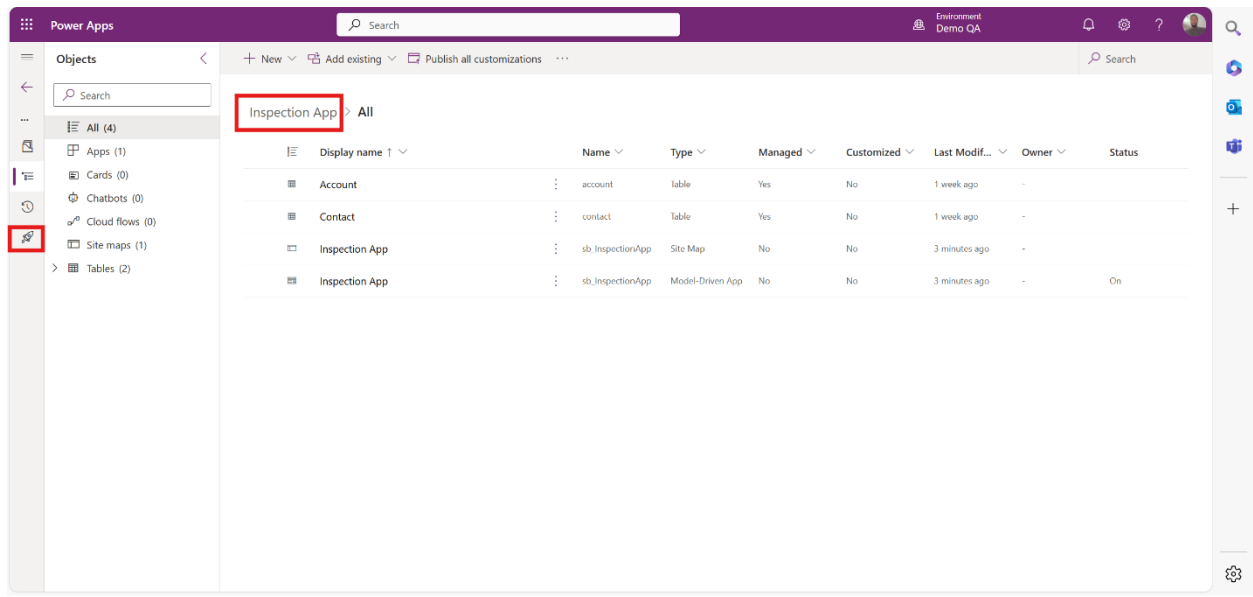 Power Apps
Search
Environment
Demo QA
?
Objects
New
Add existing
Publish all customizations
...
Search
Search
Inspection App > All
All (4)
Apps (1)
Cards (0)
Chatbots (0)
Cloud flows (0)
Site maps (1)
Tables (2)
Display name ↑ Name Type Managed Customized Last Modif... Owner Status
Account account Table Yes No 1 week ago -
Contact contact Table Yes No 1 week ago -
Inspection App sb_InspectionApp Site Map No No 3 minutes ago -
Inspection App sb_InspectionApp Model-Driven App No No 3 minutes ago - On